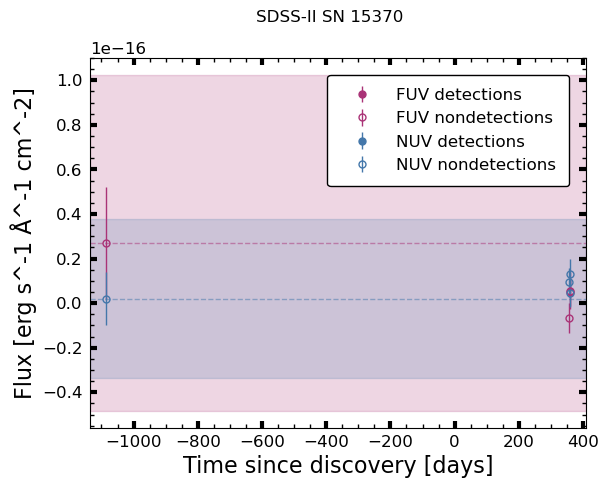 SDSS-II SN 15370
1e−16
FUV detections
FUV nondetections
NUV detections
NUV nondetections
1.0
0.8
0.6
0.4
0.2
0.0
−0.2
−0.4
Flux [erg s^-1 Å^-1 cm^-2]
−1000 −800 −600 −400 −200 0 200 400
Time since discovery [days]